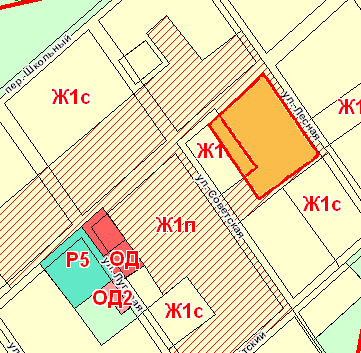 пер.-Школьный
Ж1с
ул.-Лесная
Ж1
Ж1
Ж1с
ул.-Советская
Ж1п
Р5
ОД
ОД2
Ж1с